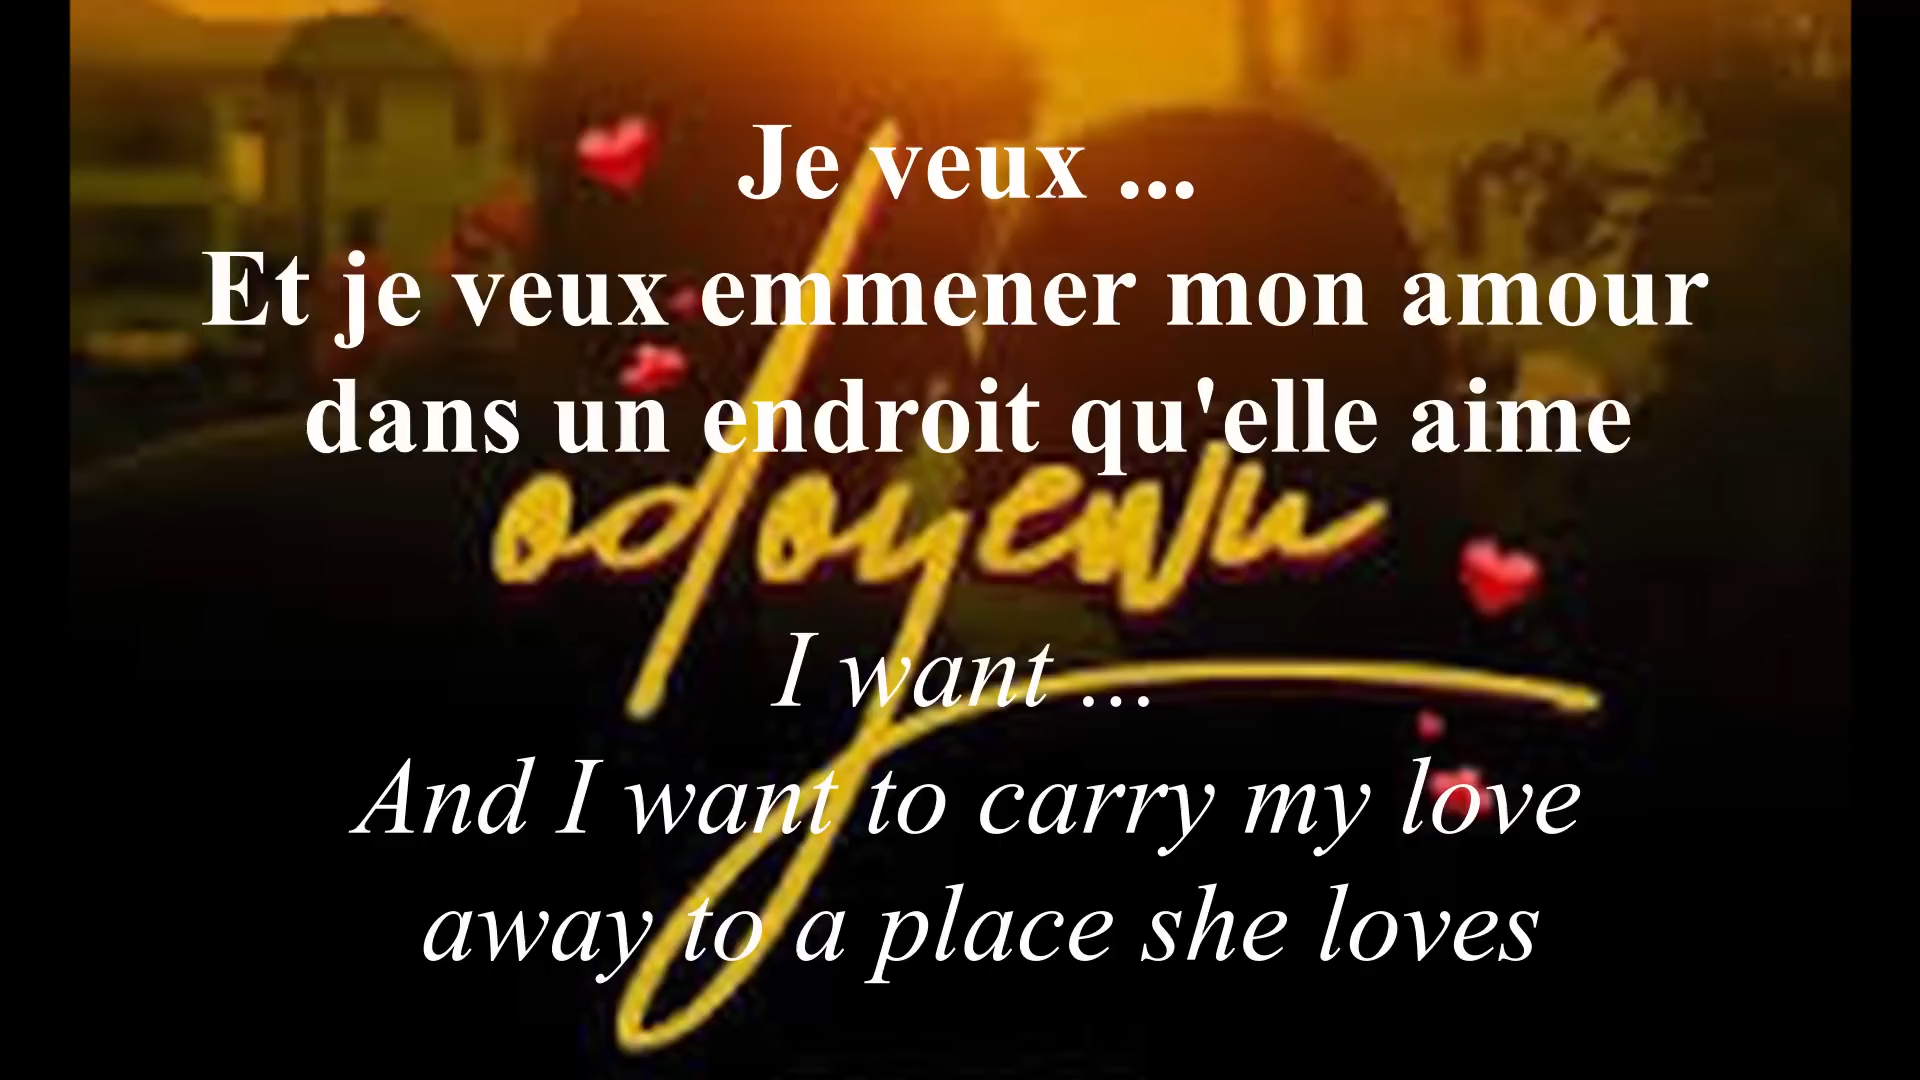 Je veux ...
Et je veux emmener mon amour
dans un endroit qu'elle aime
odoyewu
I want ...
And I want to carry my love
away to a place she loves